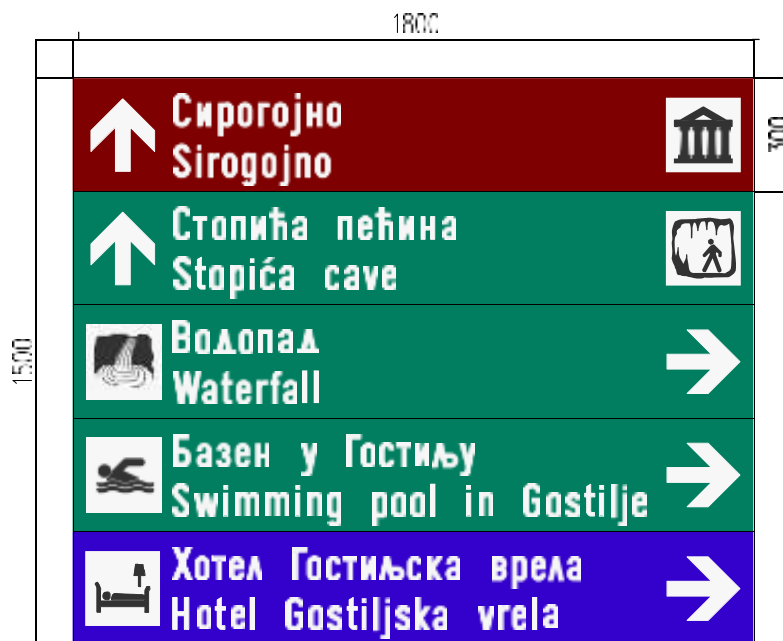 1800
Сирогојно
Sirogojno
300
Стопића пећина
Stopića cave
1500
Водопад
Waterfall
Базен у Гостиљу
Swimming pool in Gostilje
Хотел Гостиљска врела
Hotel Gostiljska vrela